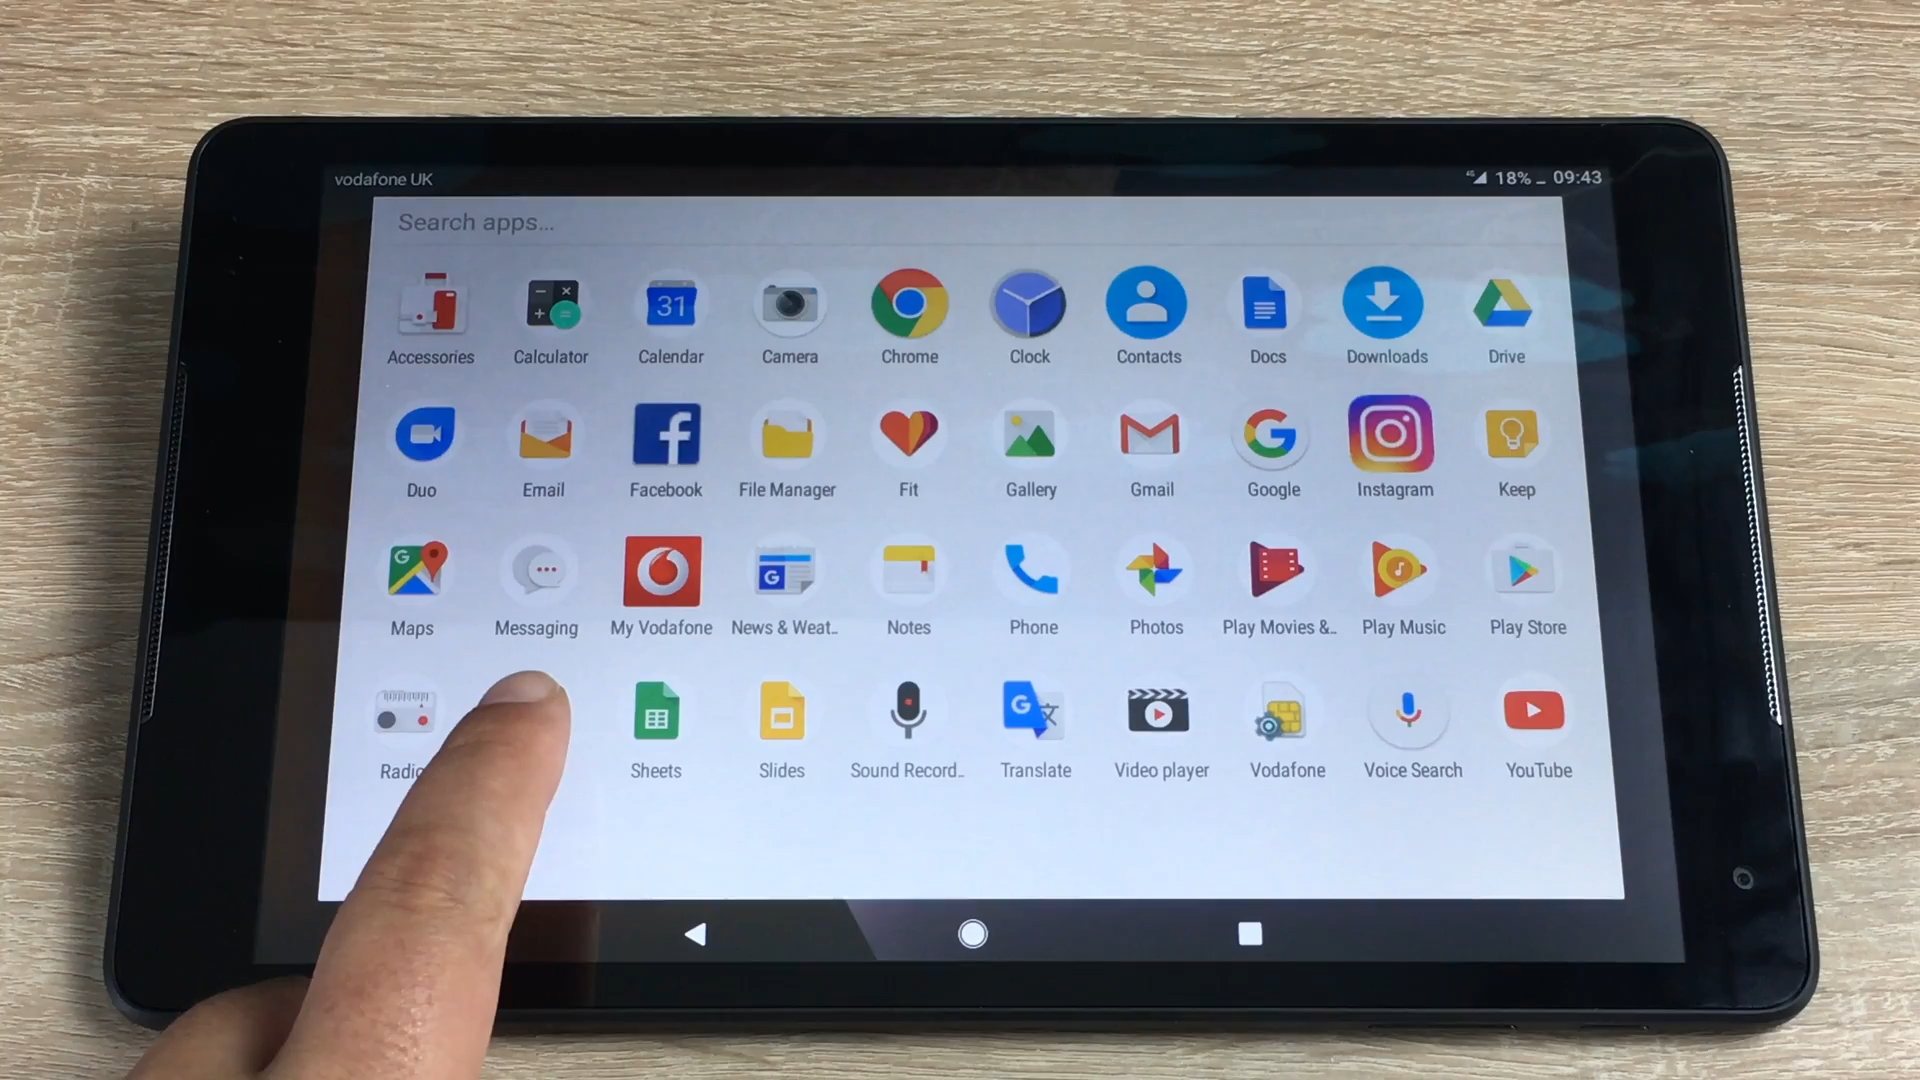 vodafone UK 18% 09:43
Search apps...
31
Accessories Calculator Calendar Camera Chrome Clock Contacts Docs Downloads Drive
Duo Email Facebook File Manager Fit Gallery Gmail Google Instagram Keep
Maps Messaging My Vodafone News & Weat.. Notes Phone Photos Play Movies &.. Play Music Play Store
Radio Sheets Slides Sound Record.. Translate Video player Vodafone Voice Search YouTube